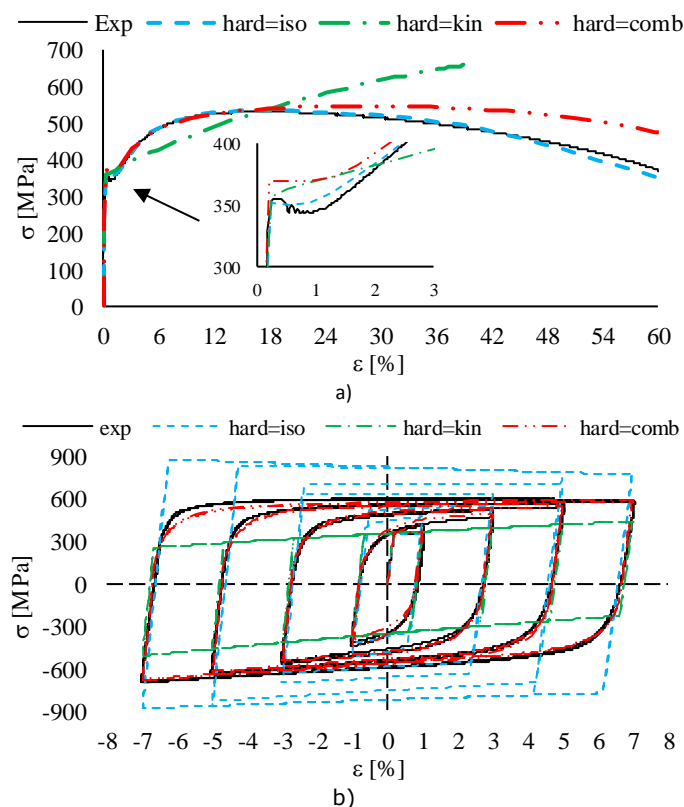 Exp hard=iso hard=kin hard=comb
700
600
500
400
300
200
100
0
σ [MPa]
400
350
300
0 1 2 3
0 6 12 18 24 30 36 42 48 54 60
ε [%]
a)
exp hard=iso hard=kin hard=comb
900
600
300
0
-300
-600
-900
σ [MPa]
-8 -7 -6 -5 -4 -3 -2 -1 0 1 2 3 4 5 6 7 8
ε [%]
b)